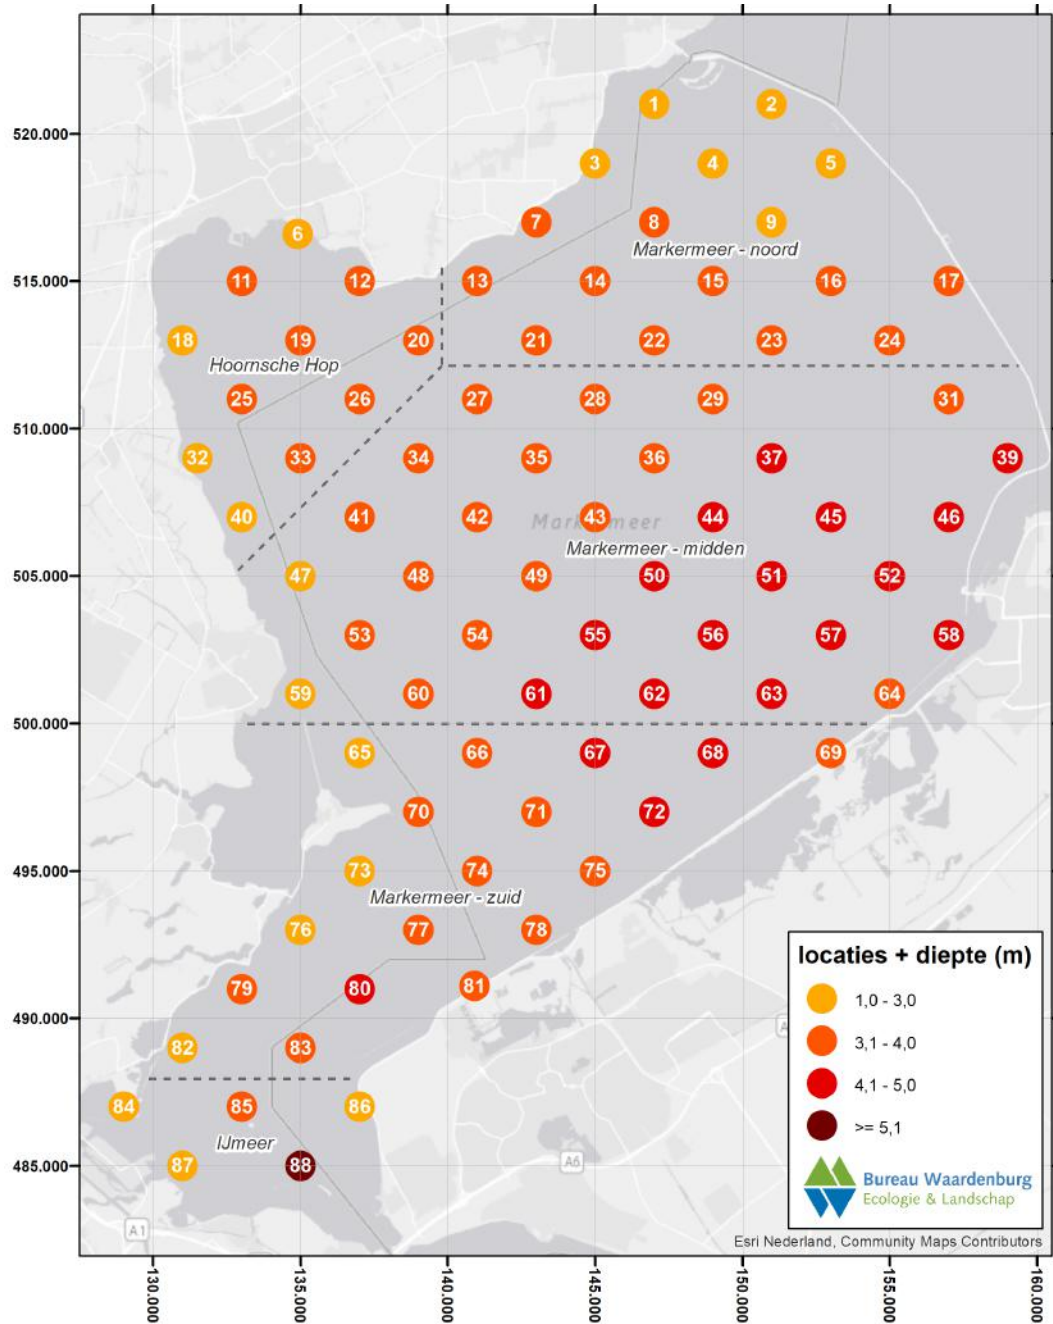 1 2
520.000
3 4 5
6 7 8 9
Markermeer - noord
515.000 11 12 13 14 15 16 17
18 19 20 21 22 23 24
Hoornsche Hop
25 26 27 28 29 31
510.000
32 33 34 35 36 37 39
40 41 42 43 44 45 46
Markermeer
Markermeer - midden
505.000 47 48 49 50 51 52
53 54 55 56 57 58
59 60 61 62 63 64
500.000
65 66 67 68 69
70 71 72
495.000 73 74 75
Markermeer - zuid
76 77 78
79 80 81
490.000
82 83
84 85 86
IJmeer
485.000 87 88
A6
A1
locaties + diepte (m)
1,0 - 3,0
3,1 - 4,0
4,1 - 5,0
>= 5,1
Bureau Waardenburg
Ecologie & Landschap
Esri Nederland, Community Maps Contributors
130.000 135.000 140.000 145.000 150.000 155.000 160.000